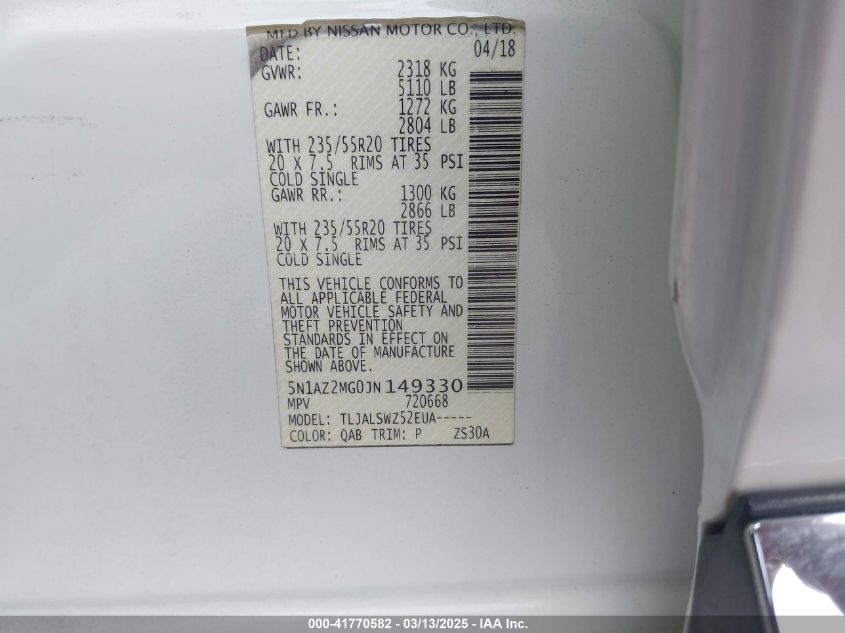 MFD BY NISSAN MOTOR CO., LTD.
DATE: 04/18
GVWR: 2318 KG
5110 LB
GAWR FR.: 1272 KG
2804 LB
WITH 235/55R20 TIRES
20 X 7.5 RIMS AT 35 PSI
COLD SINGLE
GAWR RR.: 1300 KG
2866 LB
WITH 235/55R20 TIRES
20 X 7.5 RIMS AT 35 PSI
COLD SINGLE
THIS VEHICLE CONFORMS TO
ALL APPLICABLE FEDERAL
MOTOR VEHICLE SAFETY AND
THEFT PREVENTION
STANDARDS IN EFFECT ON
THE DATE OF MANUFACTURE
SHOWN ABOVE.
5N1AZ2MG0JN149330
MPV 720668
MODEL: TLJALSWZ52EUA-----
COLOR: QAB TRIM: P ZS30A
000-41770582 - 03/13/2025 - IAA Inc.